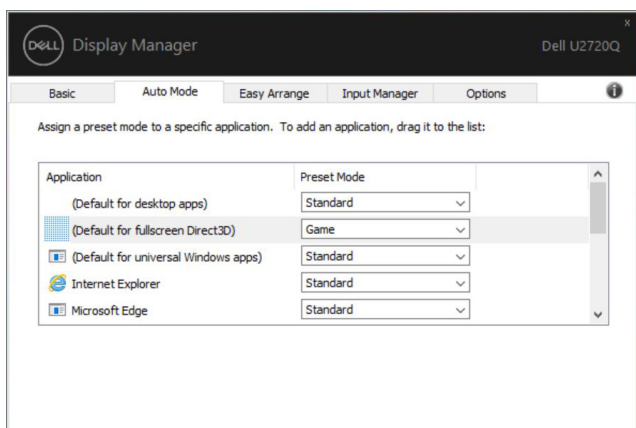 DELL Display Manager
x
Dell U2720Q
Basic Auto Mode Easy Arrange Input Manager Options
Assign a preset mode to a specific application. To add an application, drag it to the list:
Application Preset Mode
(Default for desktop apps) Standard
(Default for fullscreen Direct3D) Game
(Default for universal Windows apps) Standard
Internet Explorer Standard
Microsoft Edge Standard